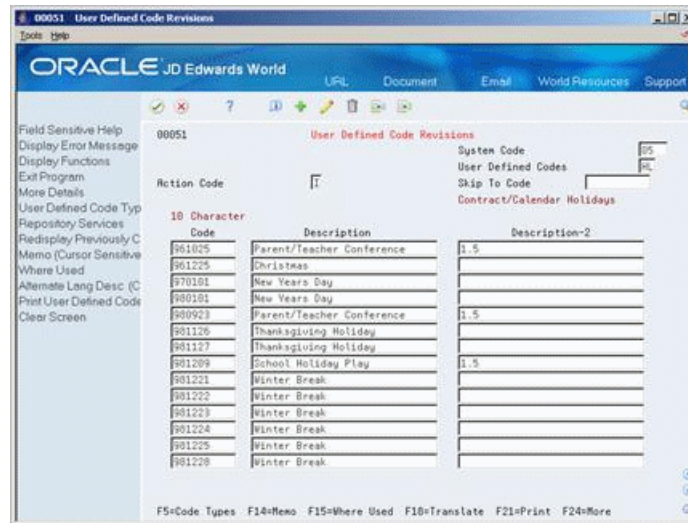 00051 User Defined Code Revisions
Tools Help
ORACLE JD Edwards World
URL Document Email World Resources Support
?
Field Sensitive Help
Display Error Message
Display Functions
Exit Program
More Details
User Defined Code Typ
Repository Services
Redisplay Previously C
Memo (Cursor Sensitive
Where Used
Alternate Lang Desc (C
Print User Defined Code
Clear Screen
00051 User Defined Code Revisions
System Code 05
User Defined Codes HL
Action Code I Skip To Code
Contract/Calendar Holidays
10 Character
Code Description Description-2
961025 Parent/Teacher Conference 1.5
961225 Christmas
970101 New Years Day
980101 New Years Day
980923 Parent/Teacher Conference 1.5
981126 Thanksgiving Holiday
981127 Thanksgiving Holiday
981209 School Holiday Play 1.5
981221 Winter Break
981222 Winter Break
981223 Winter Break
981224 Winter Break
981225 Winter Break
981228 Winter Break
F5=Code Types F14=Memo F15=Where Used F18=Translate F21=Print F24=More